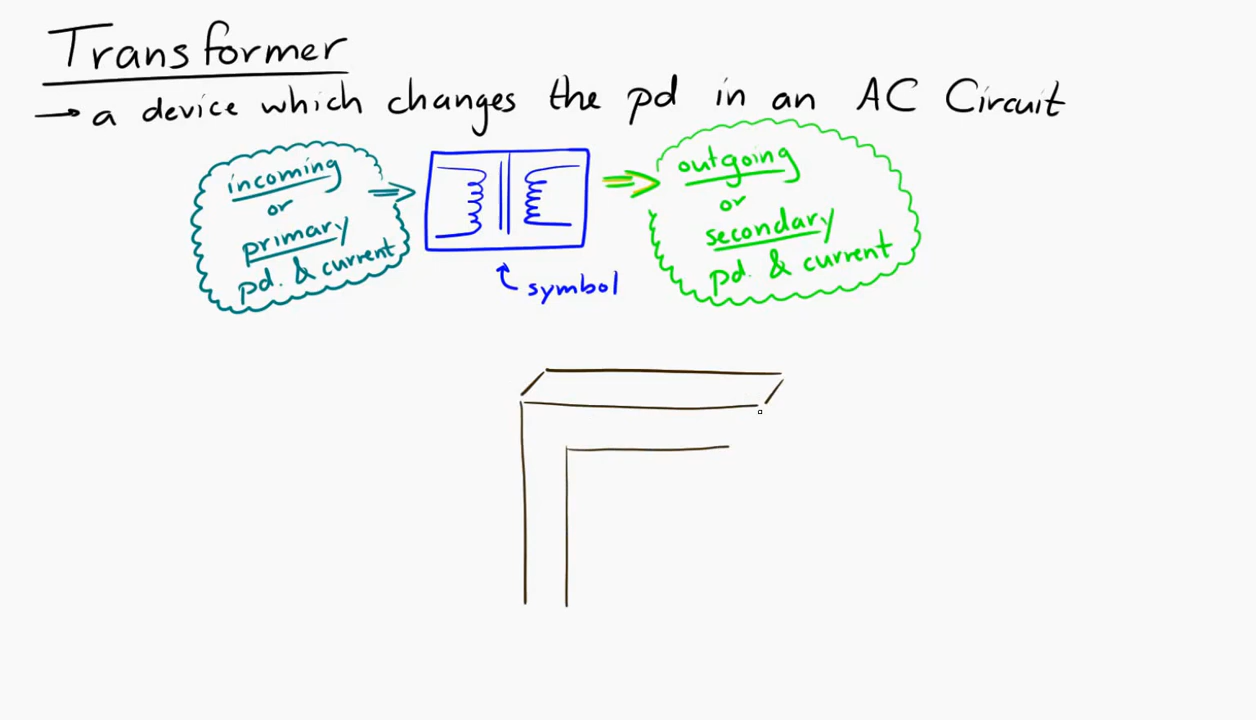 Transformer
→ a device which changes the pd in an AC Circuit
incoming
or
primary
pd. & current
symbol
outgoing
or
secondary
pd. & current